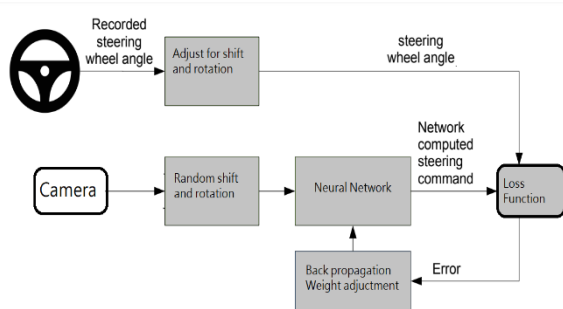 Recorded
steering
wheel angle
Adjust for shift
and rotation
steering
wheel angle
Camera
Random shift
and rotation
Neural Network
Network
computed
steering
command
Loss
Function
Back propagation
Weight adjuctment
Error